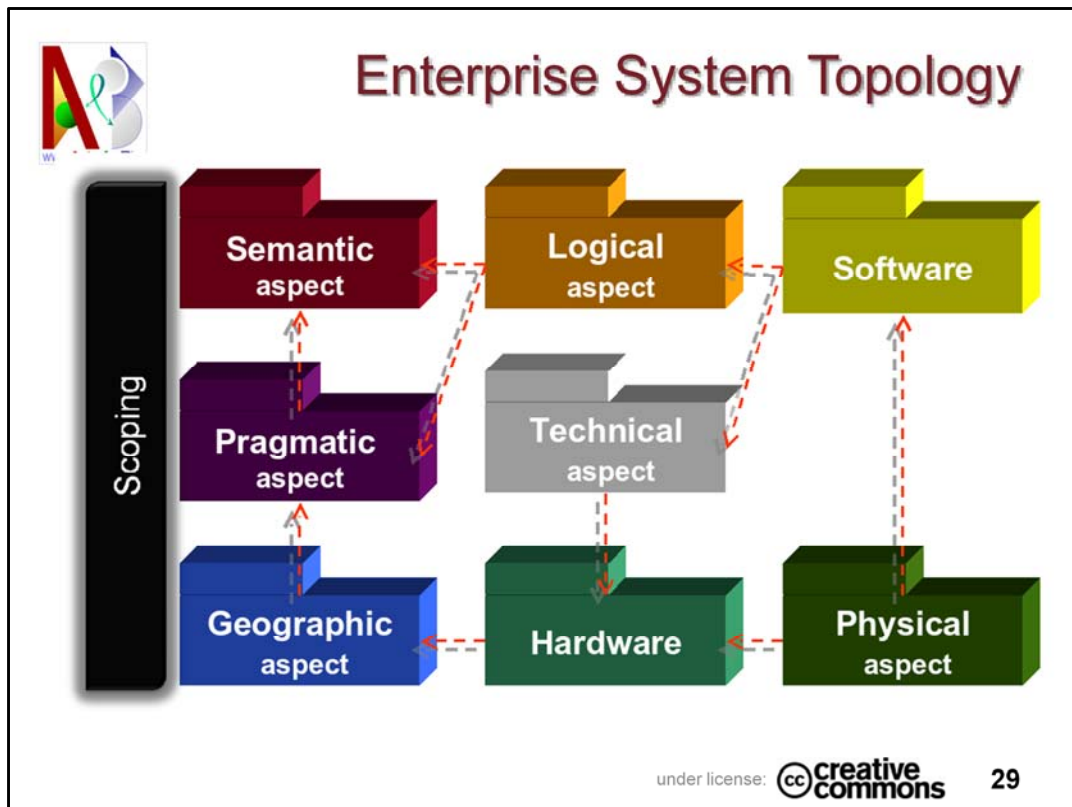 Enterprise System Topology
Scoping
Semantic
aspect
Logical
aspect
Software
Pragmatic
aspect
Technical
aspect
Geographic
aspect
Hardware
Physical
aspect
under license:
cc creative
commons
29